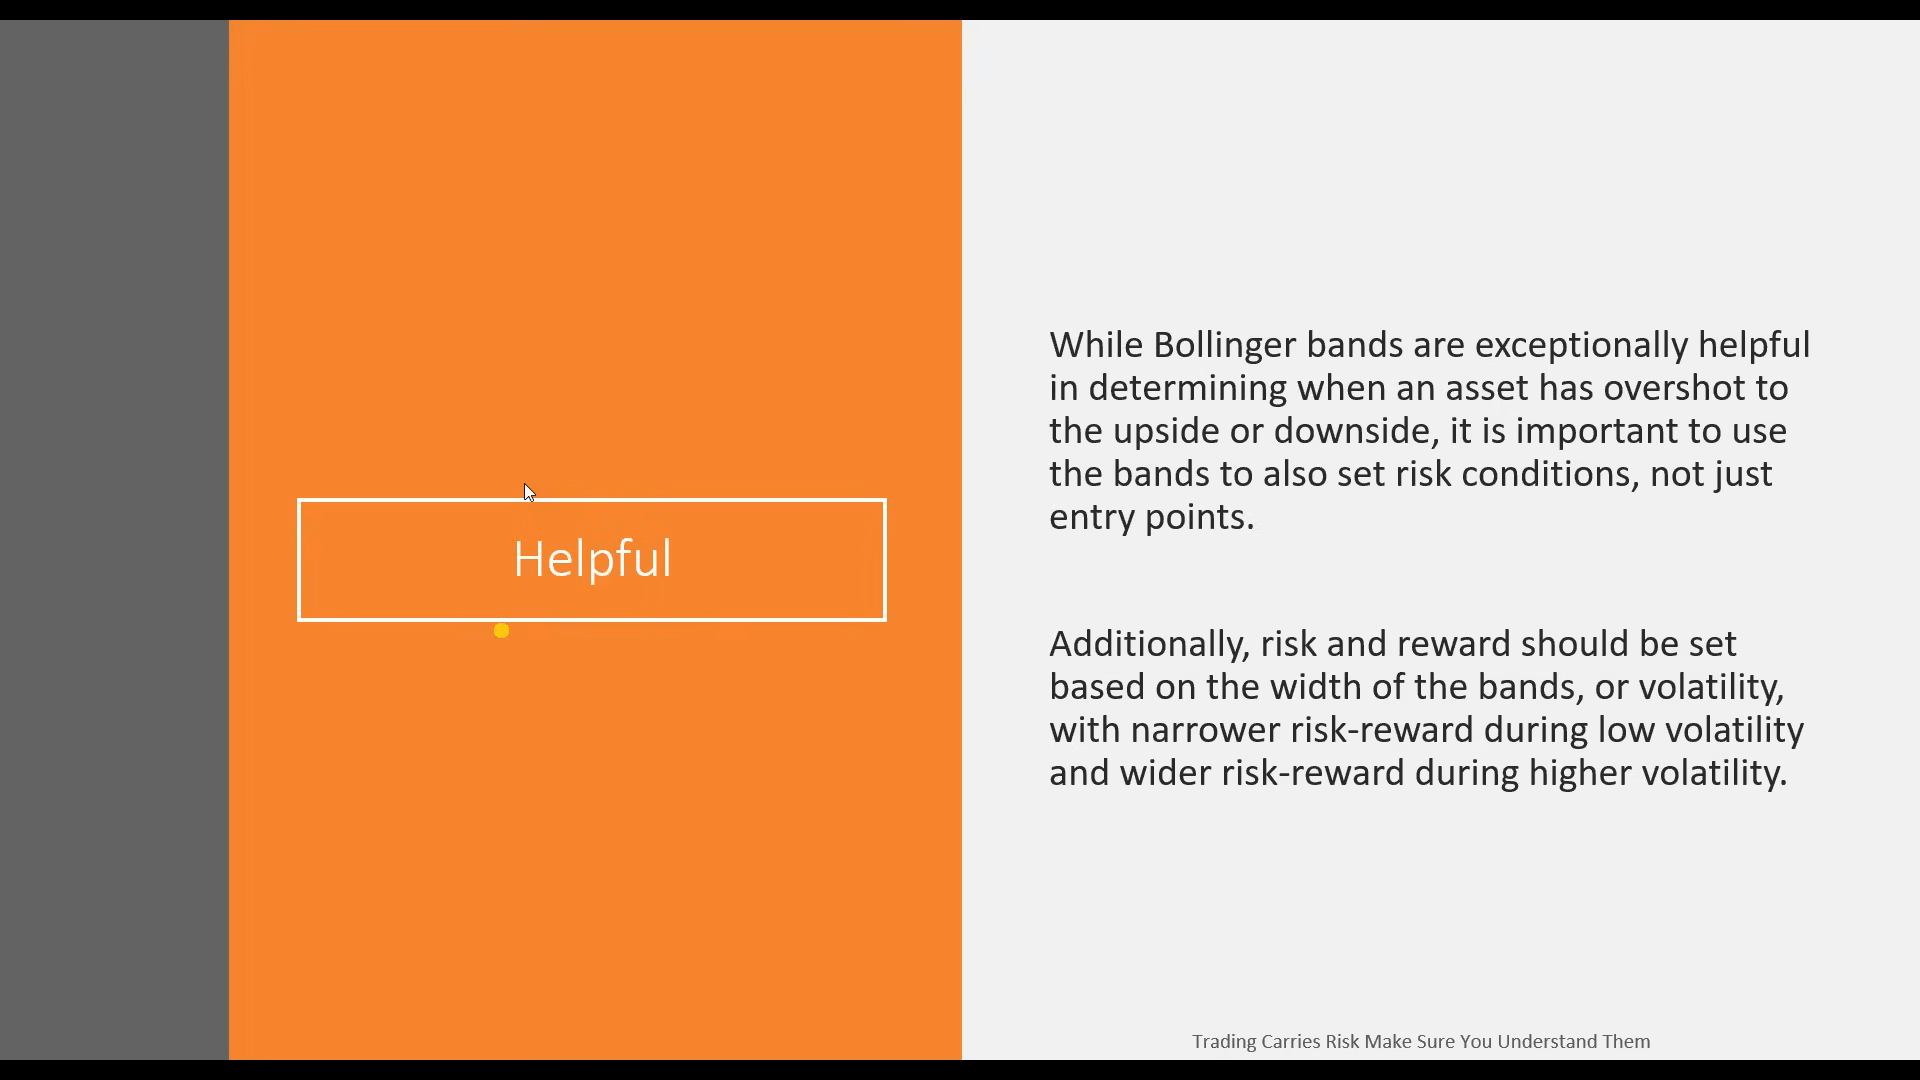 Helpful
While Bollinger bands are exceptionally helpful
in determining when an asset has overshot to
the upside or downside, it is important to use
the bands to also set risk conditions, not just
entry points.
Additionally, risk and reward should be set
based on the width of the bands, or volatility,
with narrower risk-reward during low volatility
and wider risk-reward during higher volatility.
Trading Carries Risk Make Sure You Understand Them